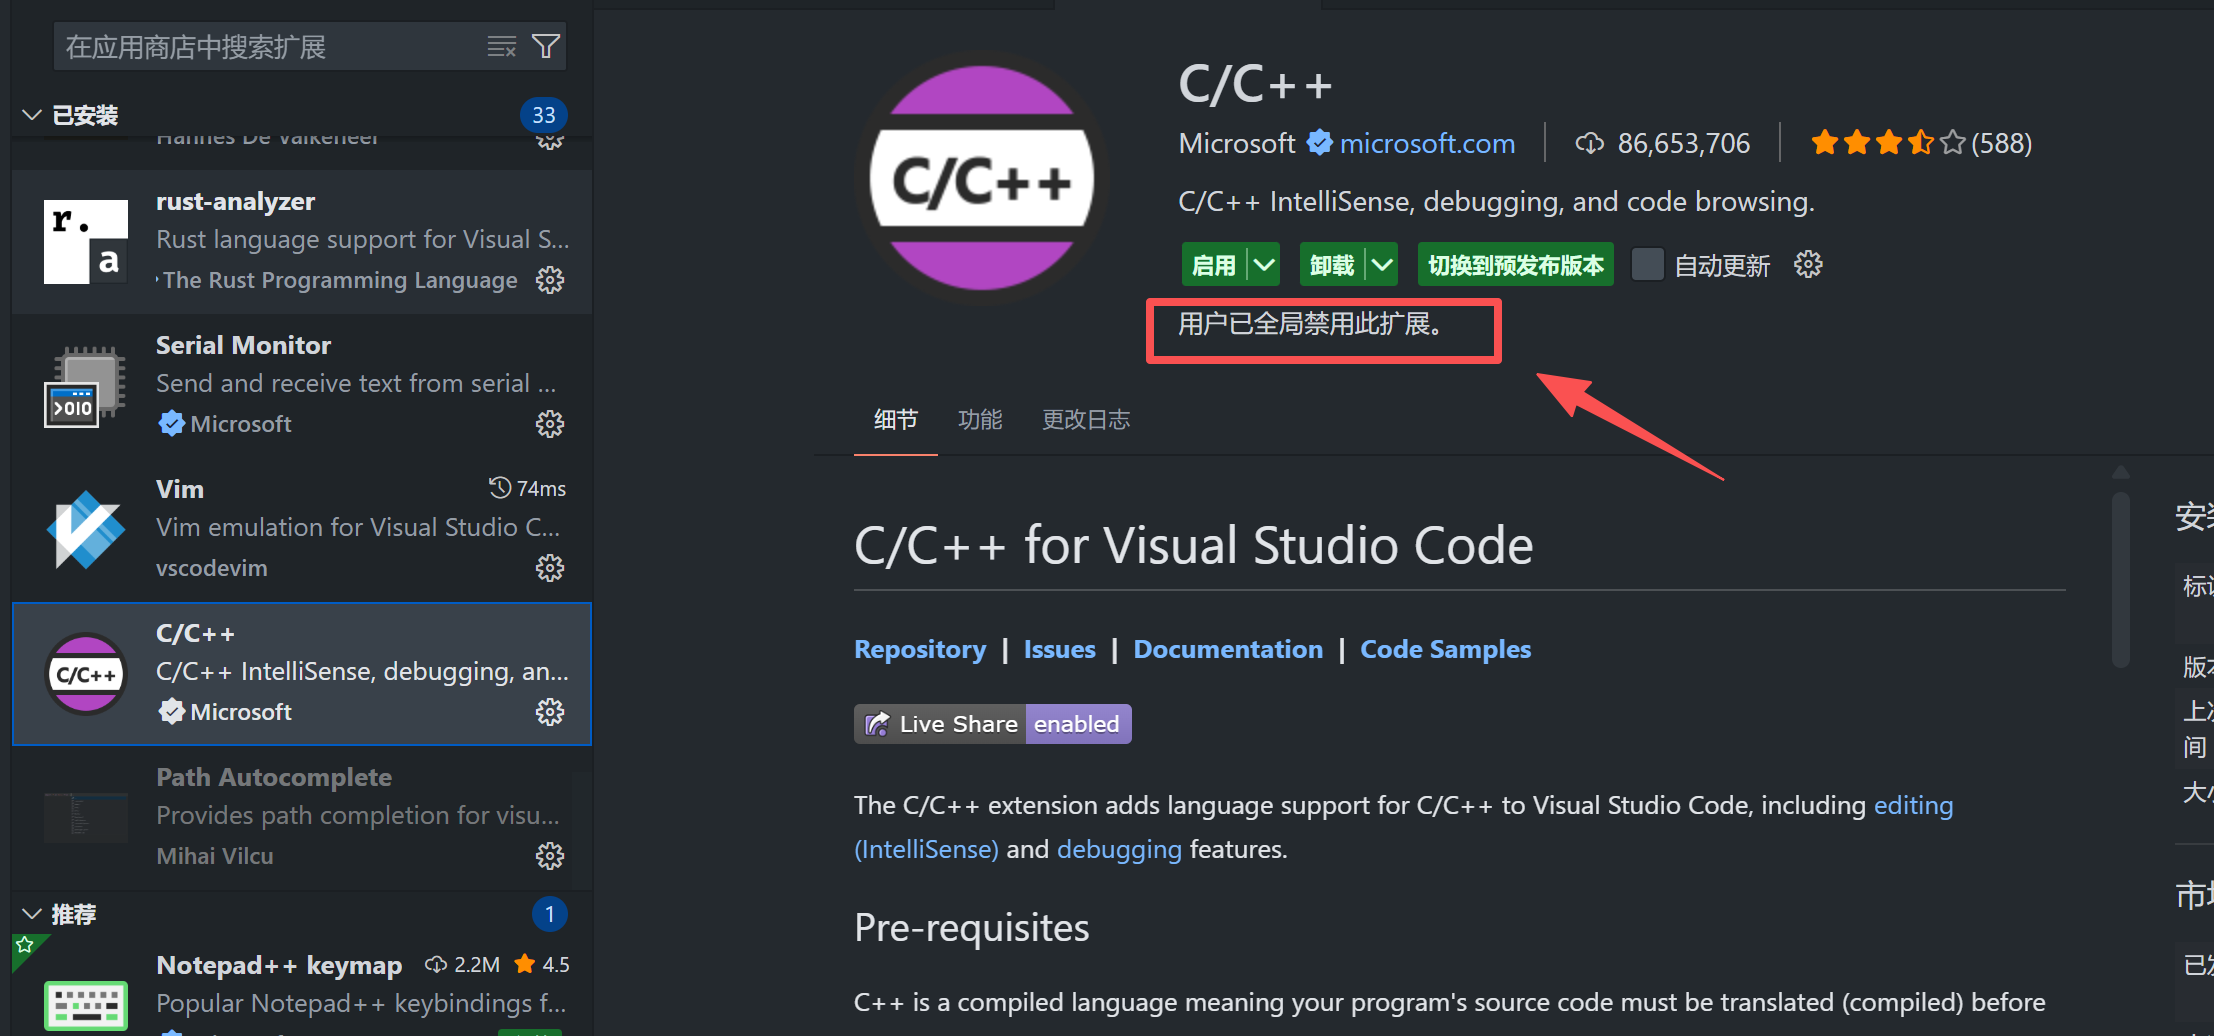 在应用商店中搜索扩展
已安装
33
Hannes De Valkeneer
rust-analyzer
Rust language support for Visual S...
The Rust Programming Language
Serial Monitor
Send and receive text from serial ...
Microsoft
Vim
74ms
Vim emulation for Visual Studio C...
vscodevim
C/C++
C/C++ IntelliSense, debugging, an...
Microsoft
Path Autocomplete
Provides path completion for visu...
Mihai Vilcu
推荐
1
Notepad++ keymap 2.2M 4.5
Popular Notepad++ keybindings f...
C/C++
C/C++
Microsoft microsoft.com 86,653,706 (588)
C/C++ IntelliSense, debugging, and code browsing.
启用 卸载 切换到预发布版本 自动更新
用户已全局禁用此扩展。
细节 功能 更改日志
C/C++ for Visual Studio Code
Repository | Issues | Documentation | Code Samples
Live Share enabled
The C/C++ extension adds language support for C/C++ to Visual Studio Code, including editing
(IntelliSense) and debugging features.
Pre-requisites
C++ is a compiled language meaning your program's source code must be translated (compiled) before
安
标
版
上
间
大
市
已